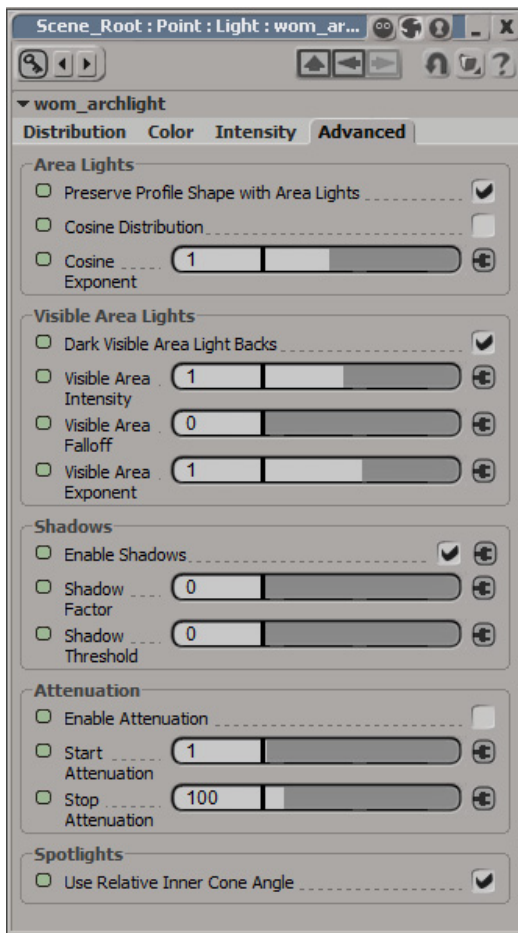 Scene_Root : Point : Light : wom_ar...
wom_archlight
Distribution Color Intensity Advanced
Area Lights
Preserve Profile Shape with Area Lights
Cosine Distribution
Cosine Exponent 1
Visible Area Lights
Dark Visible Area Light Backs
Visible Area Intensity 1
Visible Area Falloff 0
Visible Area Exponent 1
Shadows
Enable Shadows
Shadow Factor 0
Shadow Threshold 0
Attenuation
Enable Attenuation
Start Attenuation 1
Stop Attenuation 100
Spotlights
Use Relative Inner Cone Angle